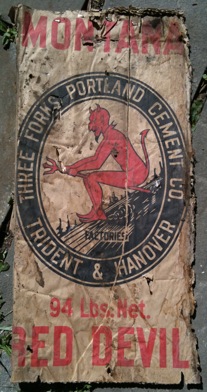 MONTANA
THREE FORKS PORTLAND CEMENT CO.
FACTORIES
TRIDENT & HANOVER
94 Lbs. Net.
RED DEVIL